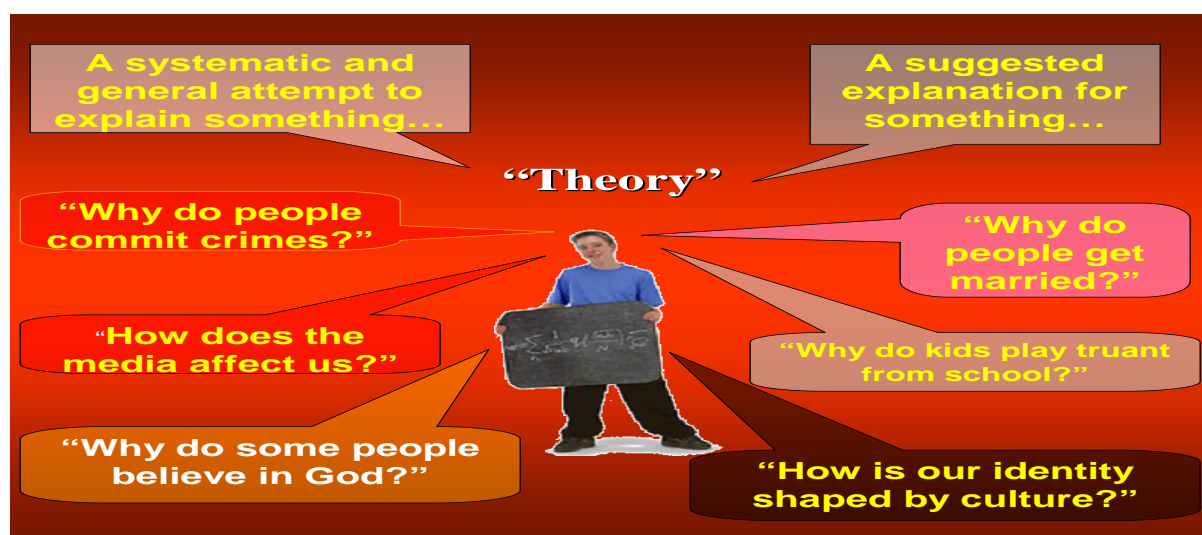 A systematic and
general attempt to
explain something…
A suggested
explanation for
something…
“Theory”
“Why do people
commit crimes?”
“Why do
people get
married?”
“How does the
media affect us?”
“Why do kids play truant
from school?”
“Why do some people
believe in God?”
“How is our identity
shaped by culture?”